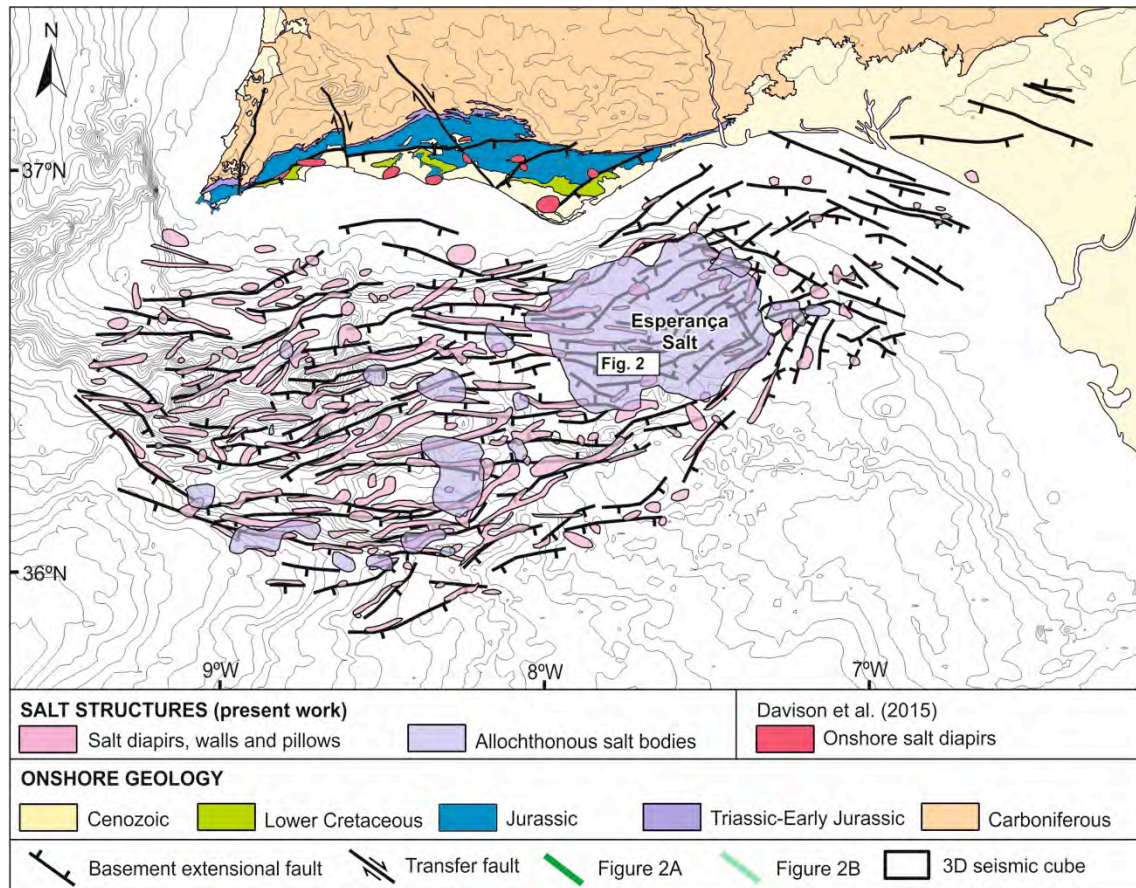 N
37ºN
Esperança
Salt
Fig. 2
36ºN
9ºW
8ºW
7ºW
SALT STRUCTURES (present work)
Salt diapirs, walls and pillows
Allochthonous salt bodies
Davison et al. (2015)
Onshore salt diapirs
ONSHORE GEOLOGY
Cenozoic
Lower Cretaceous
Jurassic
Triassic-Early Jurassic
Carboniferous
Basement extensional fault
Transfer fault
Figure 2A
Figure 2B
3D seismic cube